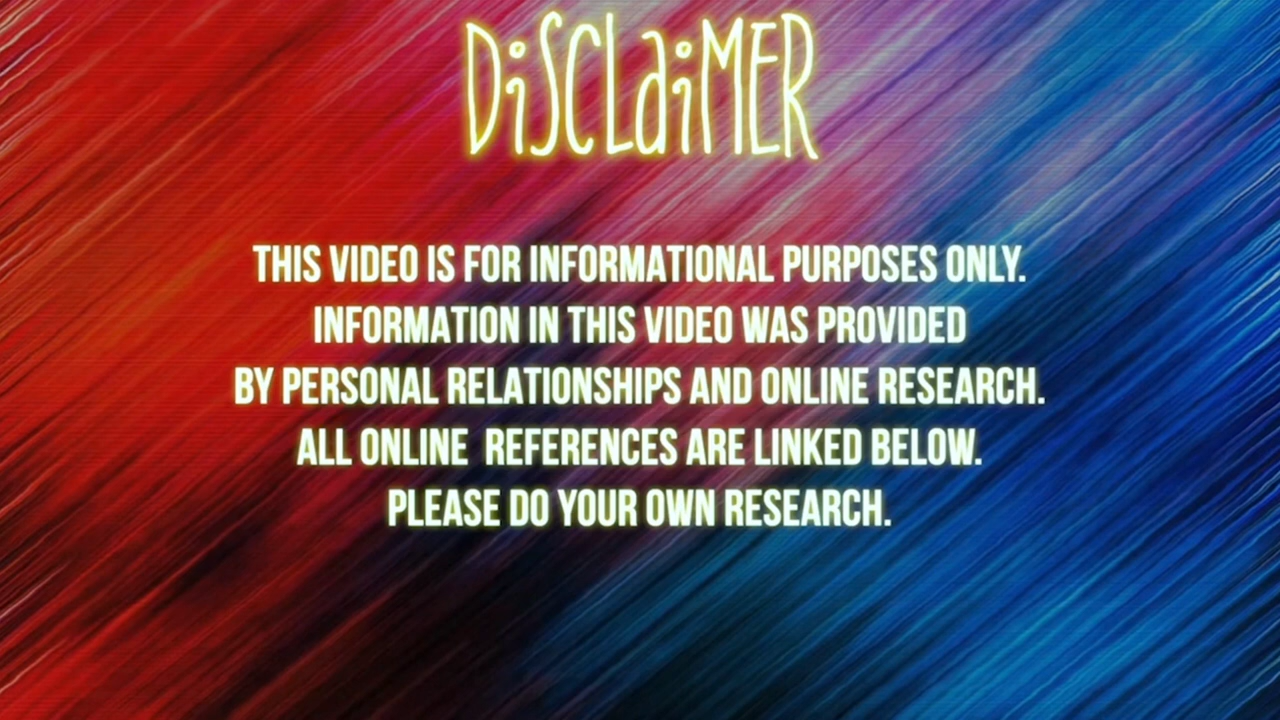 DiSCLaiMER
THIS VIDEO IS FOR INFORMATIONAL PURPOSES ONLY.
INFORMATION IN THIS VIDEO WAS PROVIDED
BY PERSONAL RELATIONSHIPS AND ONLINE RESEARCH.
ALL ONLINE REFERENCES ARE LINKED BELOW.
PLEASE DO YOUR OWN RESEARCH.